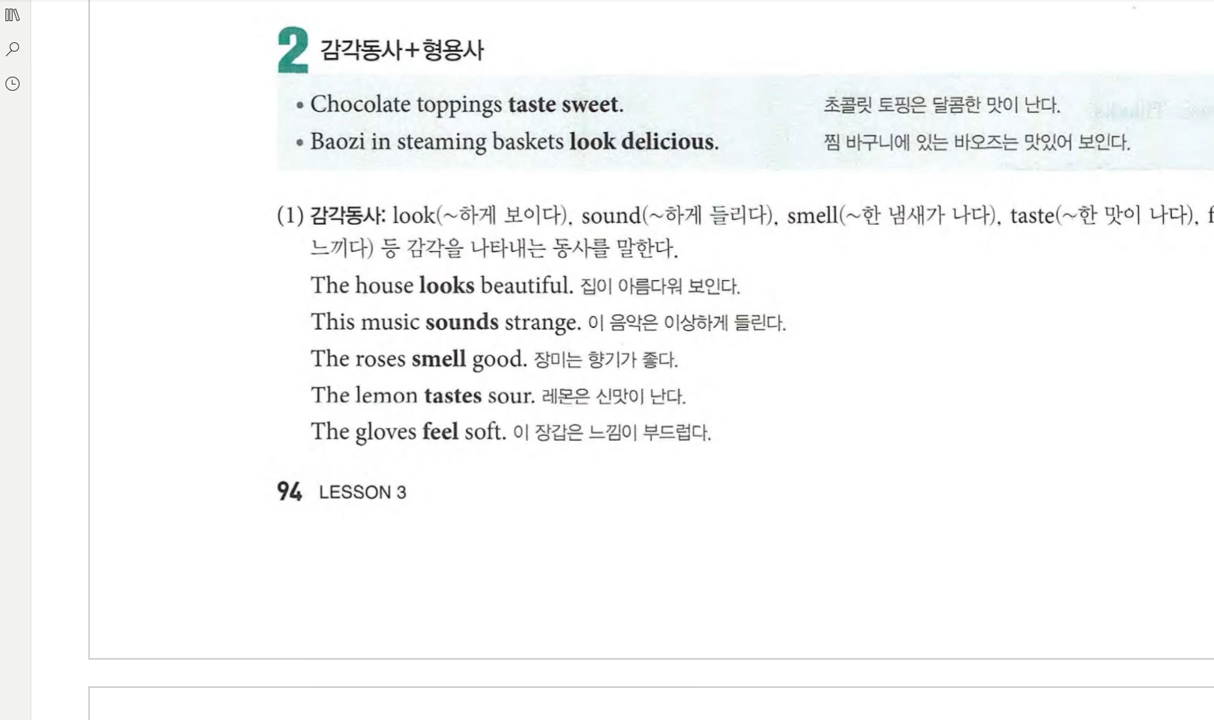 2 감각동사+형용사
• Chocolate toppings taste sweet. 초콜릿 토핑은 달콤한 맛이 난다.
• Baozi in steaming baskets look delicious. 찜 바구니에 있는 바오즈는 맛있어 보인다.
(1) 감각동사: look(~하게 보이다), sound(~하게 들리다), smell(~한 냄새가 나다), taste(~한 맛이 나다),
느끼다) 등 감각을 나타내는 동사를 말한다.
The house looks beautiful. 집이 아름다워 보인다.
This music sounds strange. 이 음악은 이상하게 들린다.
The roses smell good. 장미는 향기가 좋다.
The lemon tastes sour. 레몬은 신맛이 난다.
The gloves feel soft. 이 장갑은 느낌이 부드럽다.
94 LESSON 3